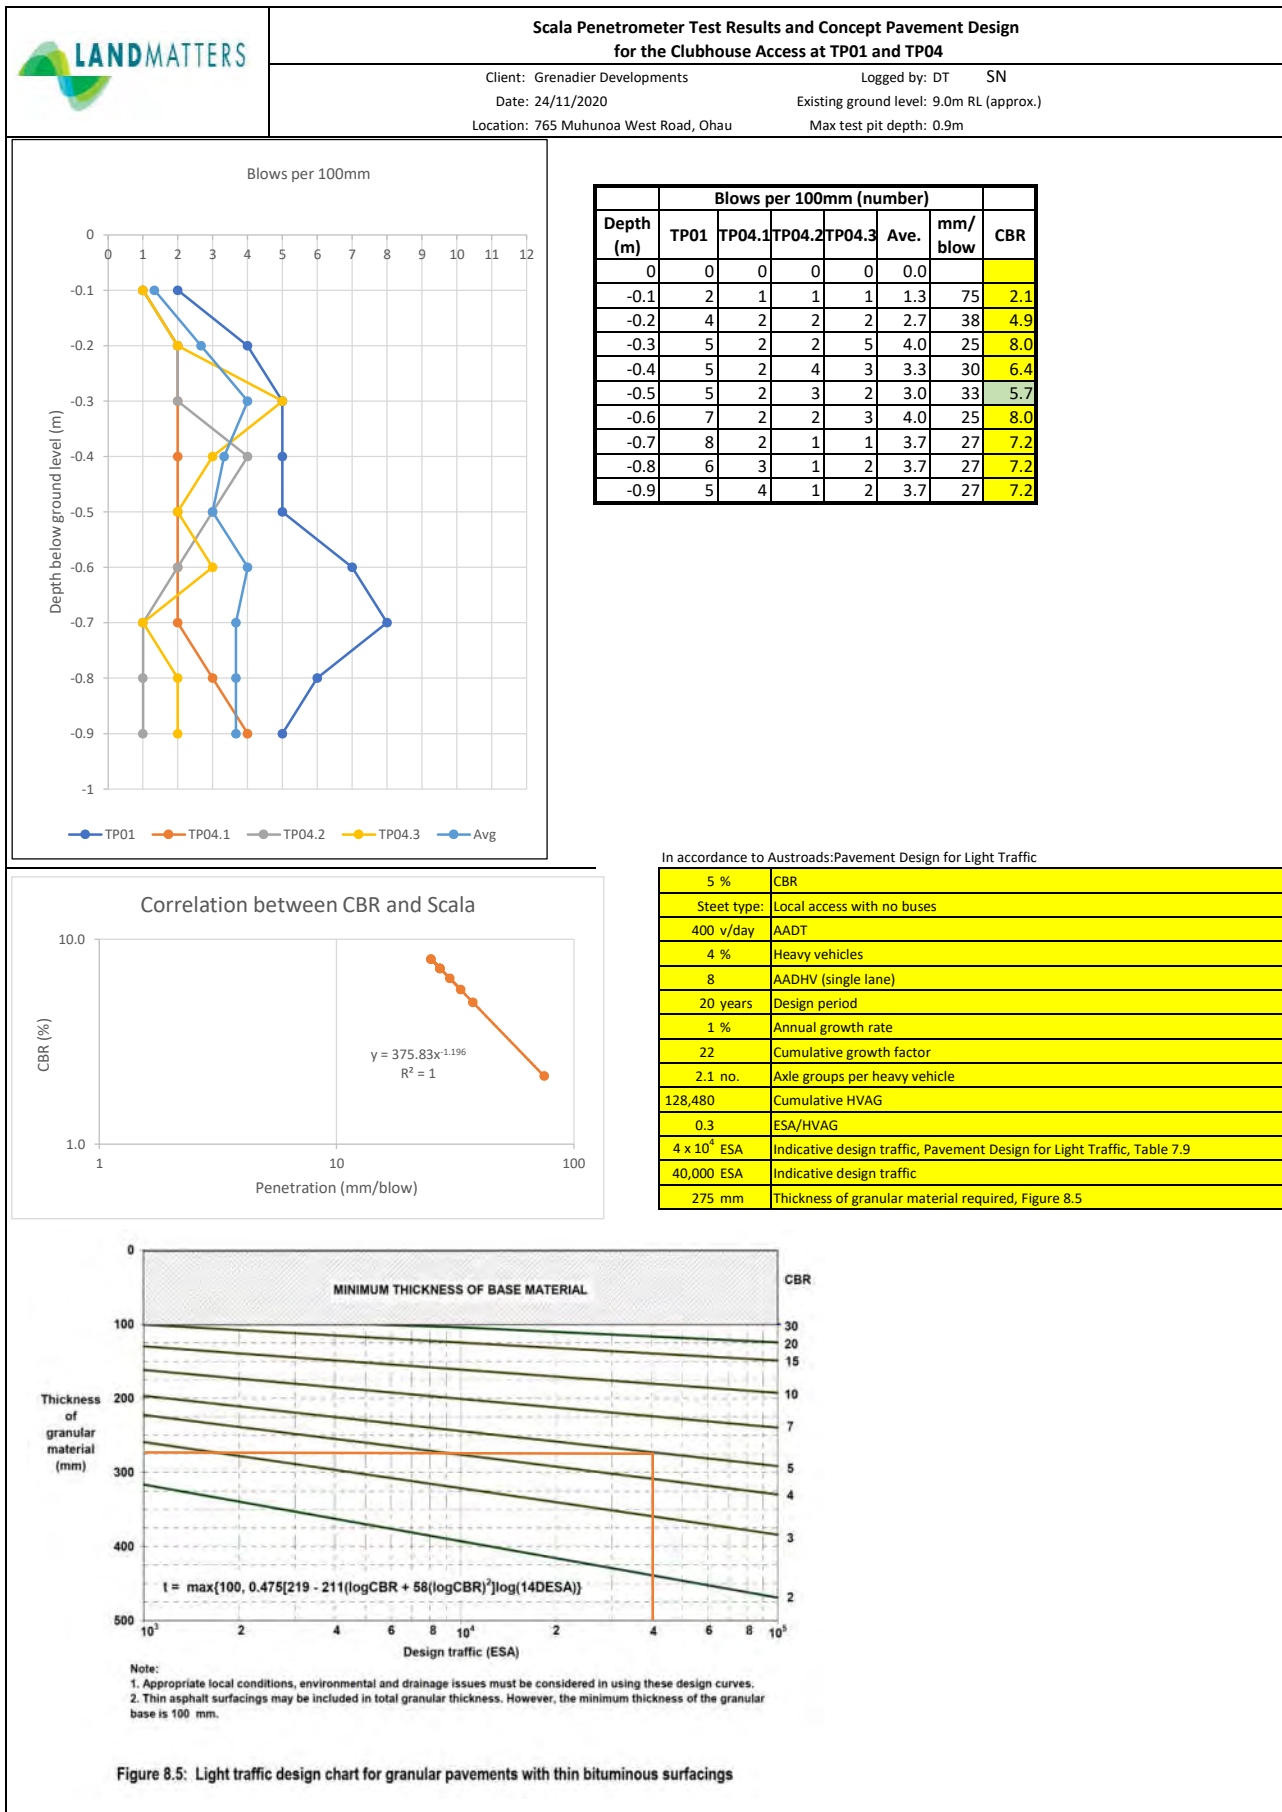 LANDMATTERS
Scala Penetrometer Test Results and Concept Pavement Design
for the Clubhouse Access at TP01 and TP04
Client: Grenadier Developments Logged by: DT SN
Date: 24/11/2020 Existing ground level: 9.0m RL (approx.)
Location: 765 Muhunoa West Road, Ohau Max test pit depth: 0.9m
Blows per 100mm
0
0 1 2 3 4 5 6 7 8 9 10 11 12
-0.1
-0.2
-0.3
-0.4
-0.5
-0.6
-0.7
-0.8
-0.9
-1
Depth below ground level (m)
TP01 TP04.1 TP04.2 TP04.3 Avg
Blows per 100mm (number)
Depth (m) TP01 TP04.1 TP04.2 TP04.3 Ave. mm/ blow CBR
0 0 0 0 0 0.0
-0.1 2 1 1 1 1.3 75 2.1
-0.2 4 2 2 2 2.7 38 4.9
-0.3 5 2 2 5 4.0 25 8.0
-0.4 5 2 4 3 3.3 30 6.4
-0.5 5 2 3 2 3.0 33 5.7
-0.6 7 2 2 3 4.0 25 8.0
-0.7 8 2 1 1 3.7 27 7.2
-0.8 6 3 1 2 3.7 27 7.2
-0.9 5 4 1 2 3.7 27 7.2
Correlation between CBR and Scala
10.0
CBR (%)
y = 375.83x^-1.196
R² = 1
1.0
1 10 100
Penetration (mm/blow)
In accordance to Austroads:Pavement Design for Light Traffic
5 % CBR
Steet type: Local access with no buses
400 v/day AADT
4 % Heavy vehicles
8 AADHV (single lane)
20 years Design period
1 % Annual growth rate
22 Cumulative growth factor
2.1 no. Axle groups per heavy vehicle
128,480 Cumulative HVAG
0.3 ESA/HVAG
4 x 10⁴ ESA Indicative design traffic, Pavement Design for Light Traffic, Table 7.9
40,000 ESA Indicative design traffic
275 mm Thickness of granular material required, Figure 8.5
0
MINIMUM THICKNESS OF BASE MATERIAL
CBR
100
30
20
15
10
7
5
4
3
2
Thickness
of
granular
material
(mm)
200
300
400
500
t = max{100, 0.475[219 - 211(logCBR + 58(logCBR)²]log(14DESA)}
10³ 2 4 6 8 10⁴ 2 4 6 8 10⁵
Design traffic (ESA)
Note:
1. Appropriate local conditions, environmental and drainage issues must be considered in using these design curves.
2. Thin asphalt surfacings may be included in total granular thickness. However, the minimum thickness of the granular
base is 100 mm.
Figure 8.5: Light traffic design chart for granular pavements with thin bituminous surfacings